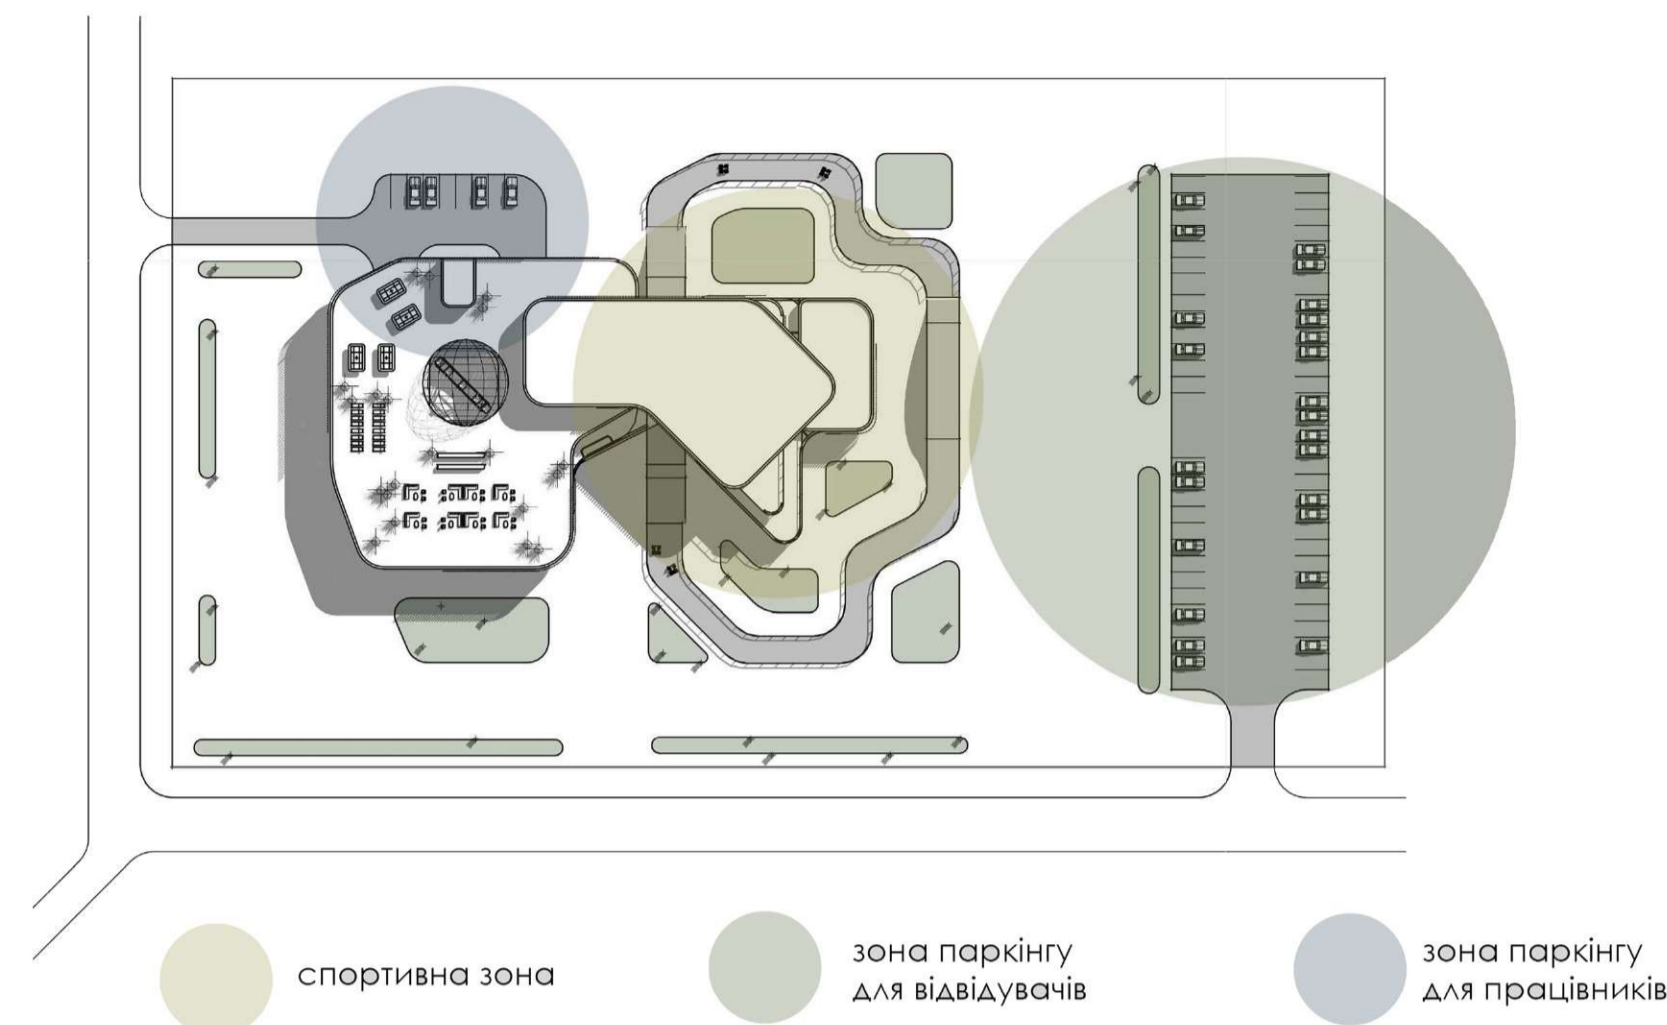 спортивна зона
зона паркінгу
для відвідувачів
зона паркінгу
для працівників